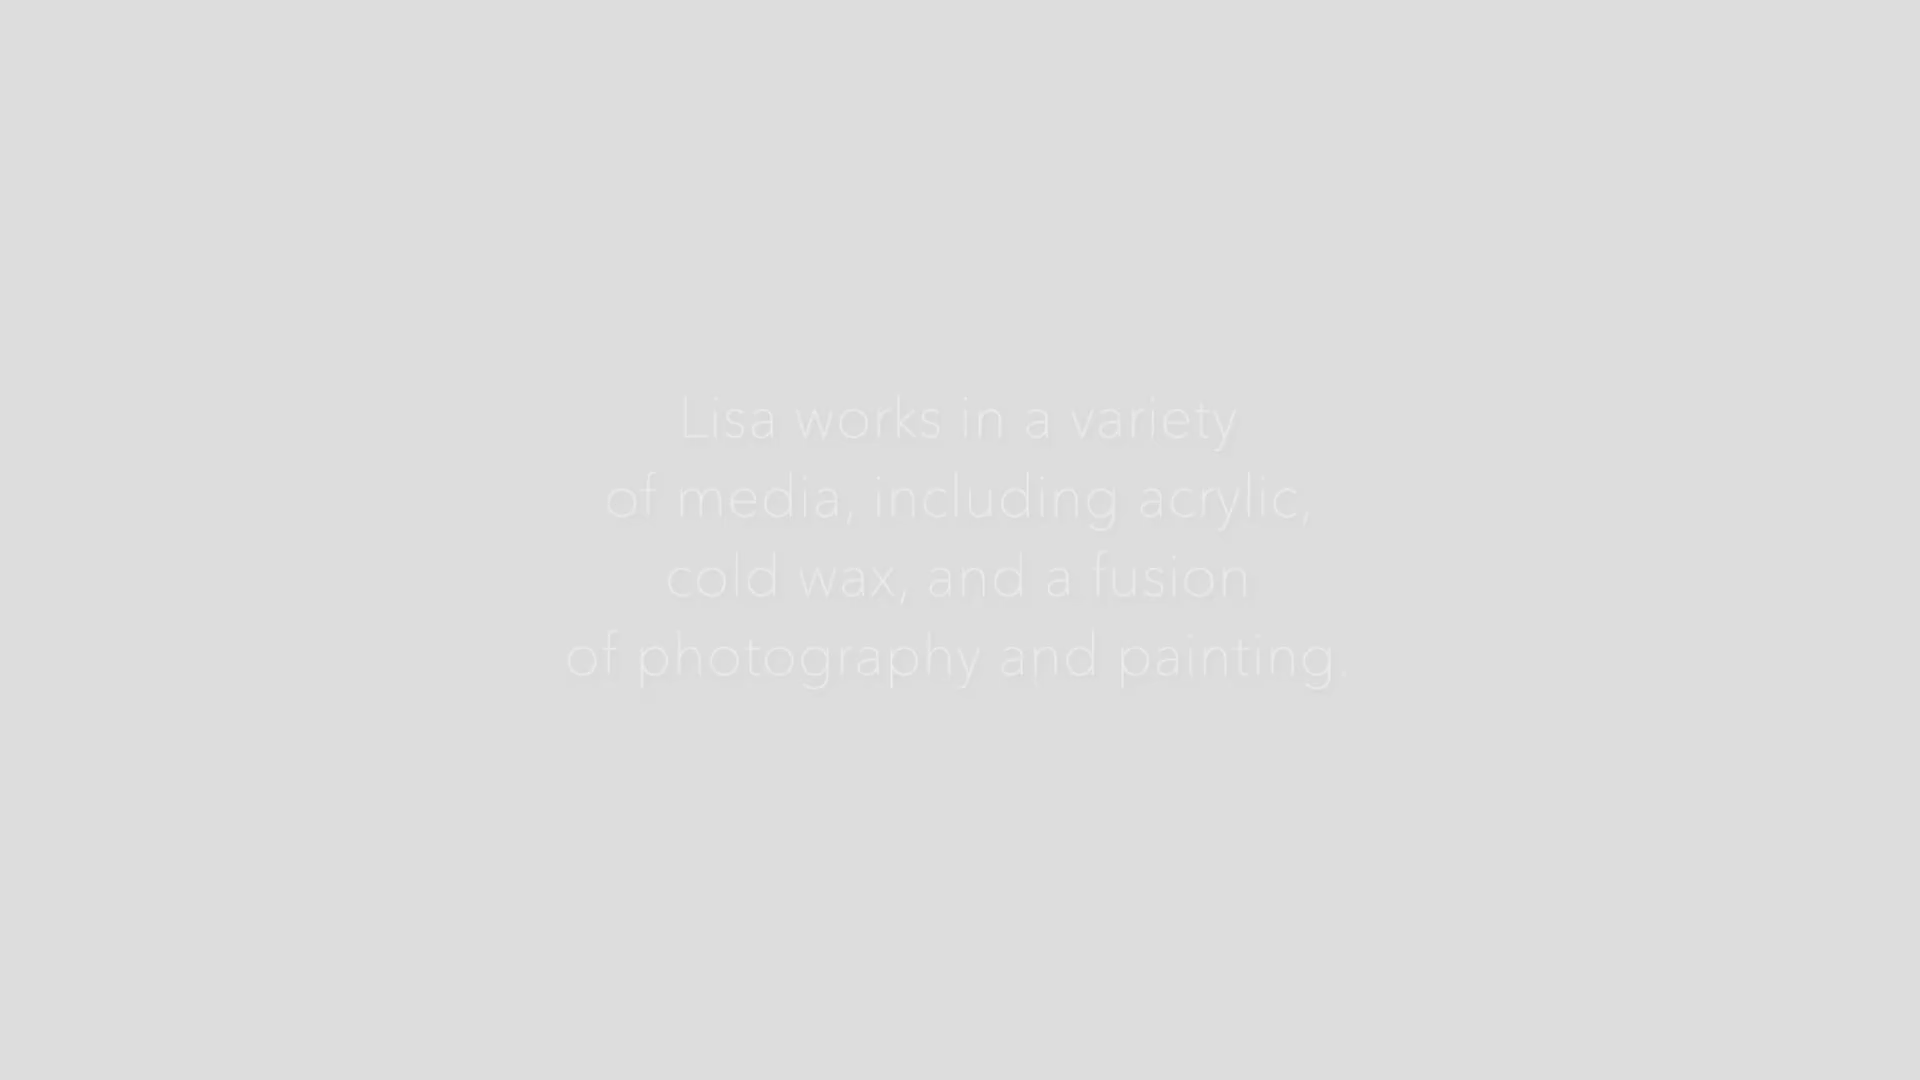 Lisa works in a variety
of media, including acrylic,
cold wax, and a fusion
of photography and painting.